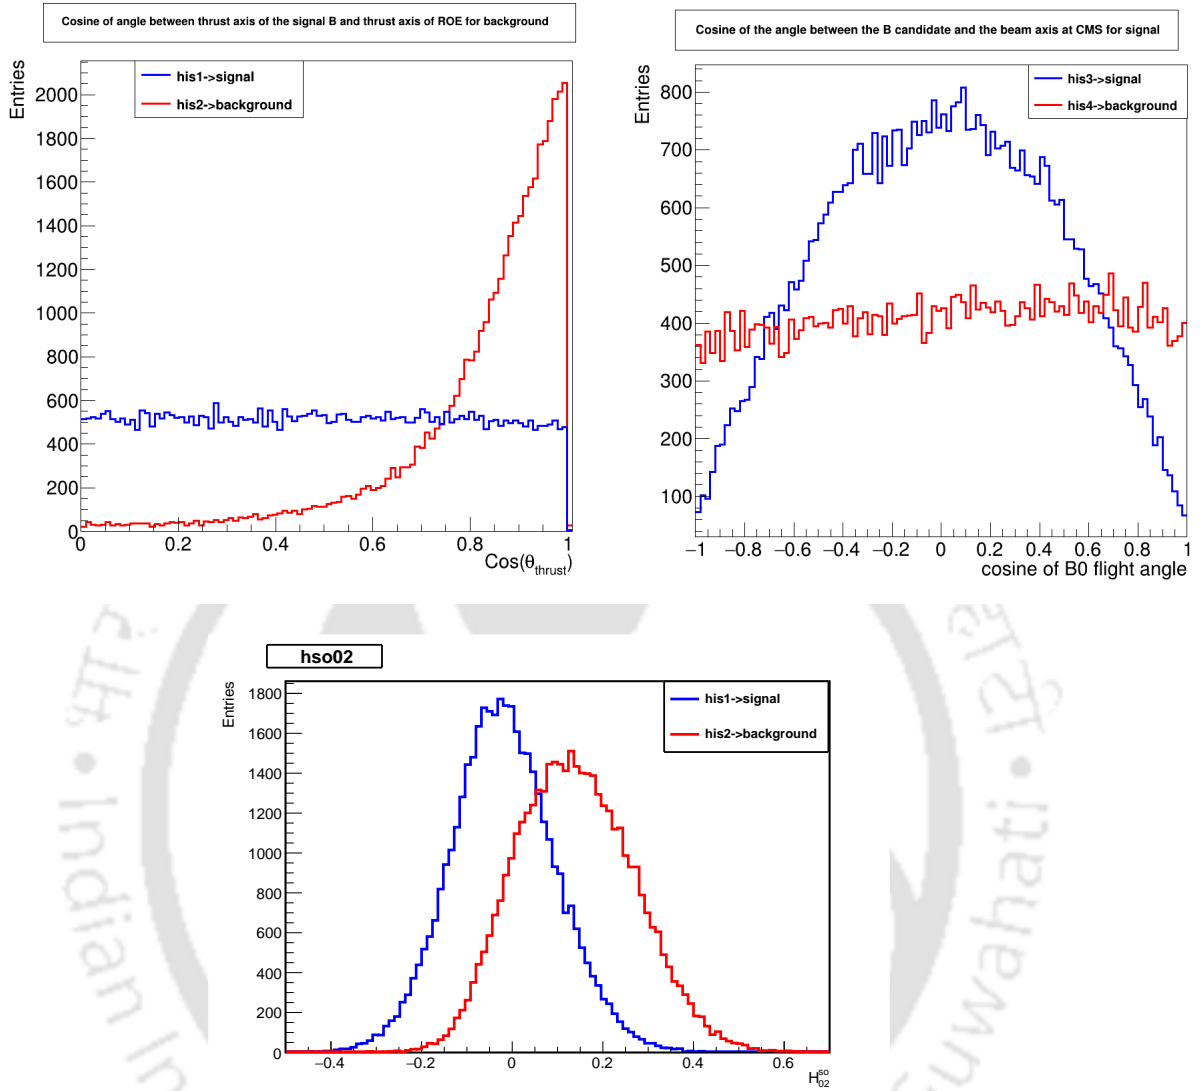 Cosine of angle between thrust axis of the signal B and thrust axis of ROE for background
Entries
his1->signal
his2->background
2000
1800
1600
1400
1200
1000
800
600
400
200
0
0 0.2 0.4 0.6 0.8 1
Cos(θthrust)
Cosine of the angle between the B candidate and the beam axis at CMS for signal
Entries
his3->signal
his4->background
800
700
600
500
400
300
200
100
−1 −0.8 −0.6 −0.4 −0.2 0 0.2 0.4 0.6 0.8 1
cosine of B0 flight angle
hso02
Entries
his1->signal
his2->background
1800
1600
1400
1200
1000
800
600
400
200
0
−0.4 −0.2 0 0.2 0.4 0.6
Hso02
Indian In
Guwahati